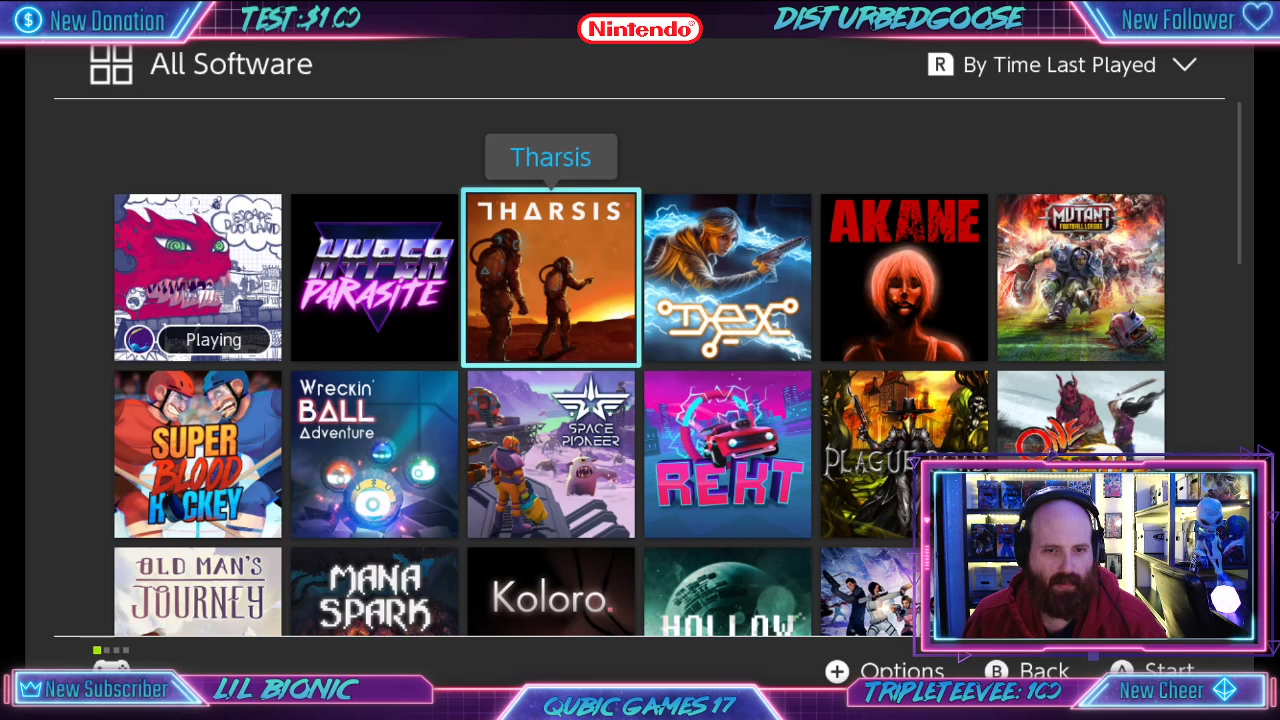 New Donation
TEST:$1.00
Nintendo®
DISTURBEDGOOSE
New Follower
All Software
R By Time Last Played
Tharsis
ESCAPE
DOODLAND
Playing
HYPER
PARASITE
THARSIS
AKANE
MUTANT
FOOTBALL LEAGUE
SUPER
BLOOD
HOCKEY
Wreckin'
BALL
Adventure
SPACE
PIONEER
REKT
PLAGUE
ONE
OLD MAN'S
JOURNEY
MANA
SPARK
Koloro.
HOLLOW
Options
B Back
A Start
New Subscriber
LIL BIONIC
QUBIC GAMES 17
TRIPLETEEVEE: 100
New Cheer